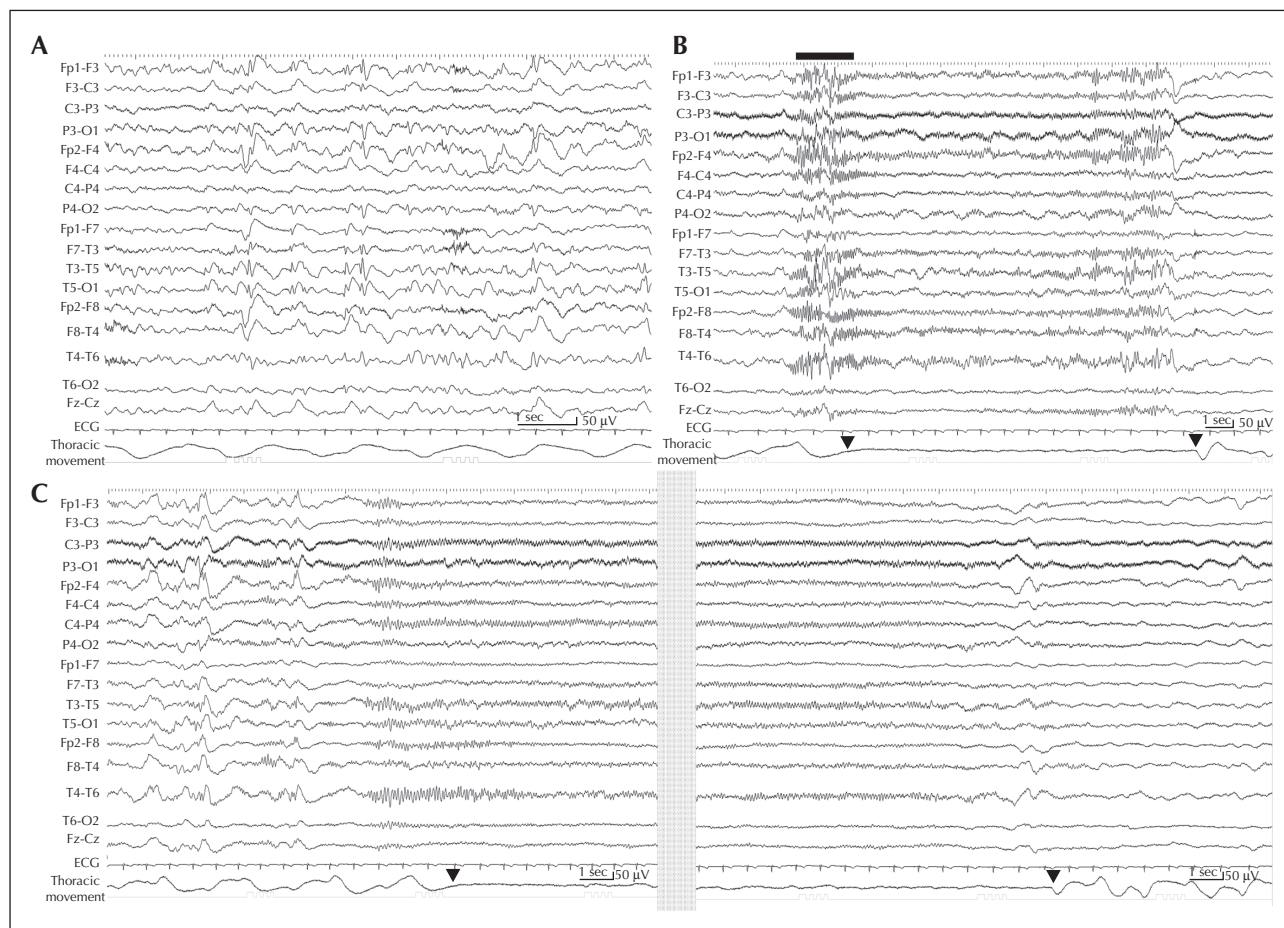 A
Fp1-F3
F3-C3
C3-P3
P3-O1
Fp2-F4
F4-C4
C4-P4
P4-O2
Fp1-F7
F7-T3
T3-T5
T5-O1
Fp2-F8
F8-T4
T4-T6
T6-O2
Fz-Cz
ECG
Thoracic
movement
1 sec
50 µV
B
Fp1-F3
F3-C3
C3-P3
P3-O1
Fp2-F4
F4-C4
C4-P4
P4-O2
Fp1-F7
F7-T3
T3-T5
T5-O1
Fp2-F8
F8-T4
T4-T6
T6-O2
Fz-Cz
ECG
Thoracic
movement
1 sec
50 µV
C
Fp1-F3
F3-C3
C3-P3
P3-O1
Fp2-F4
F4-C4
C4-P4
P4-O2
Fp1-F7
F7-T3
T3-T5
T5-O1
Fp2-F8
F8-T4
T4-T6
T6-O2
Fz-Cz
ECG
Thoracic
movement
1 sec
50 µV
1 sec
50 µV